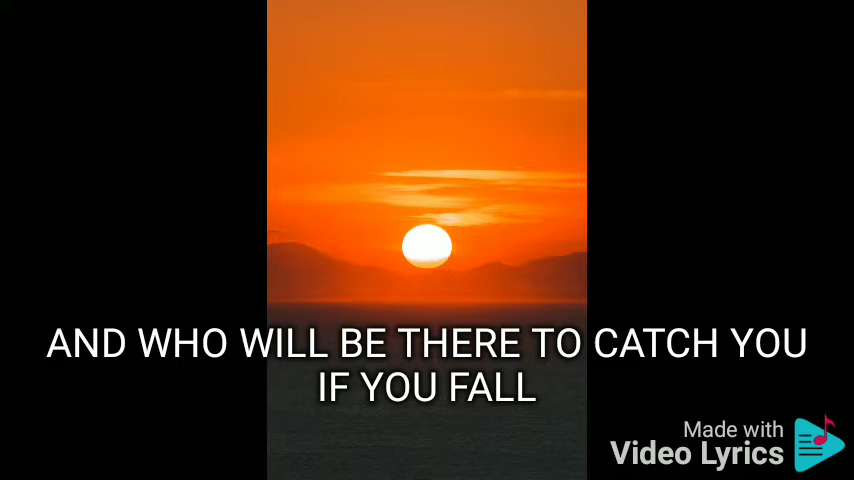 AND WHO WILL BE THERE TO CATCH YOU
IF YOU FALL
Made with
Video Lyrics